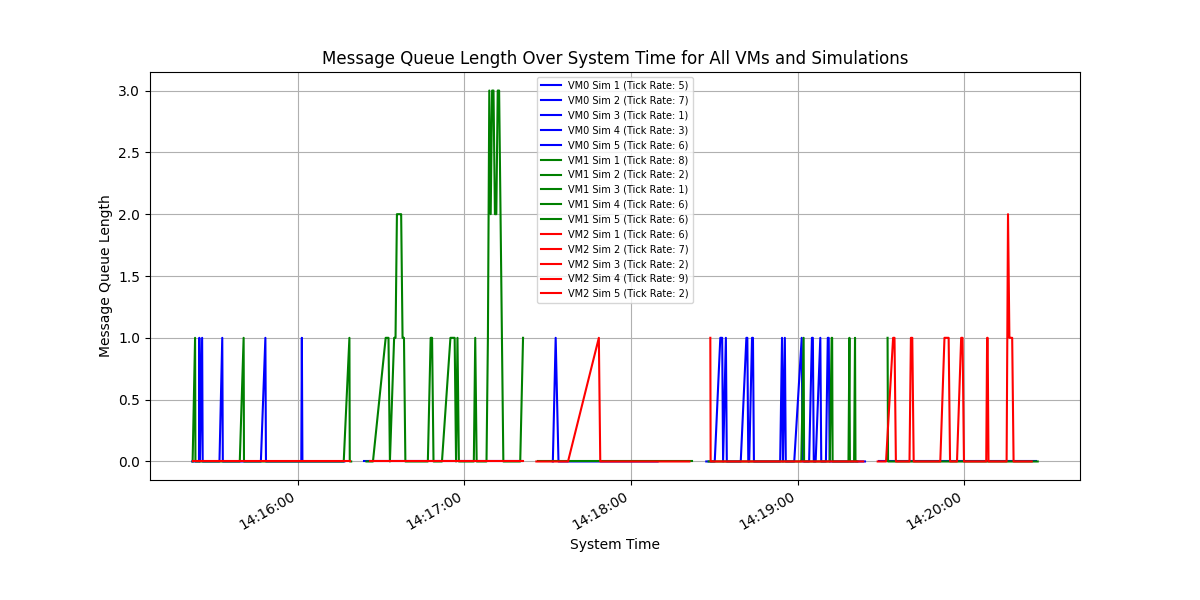 Message Queue Length Over System Time for All VMs and Simulations
3.0
2.5
2.0
1.5
1.0
0.5
0.0
Message Queue Length
VM0 Sim 1 (Tick Rate: 5)
VM0 Sim 2 (Tick Rate: 7)
VM0 Sim 3 (Tick Rate: 1)
VM0 Sim 4 (Tick Rate: 3)
VM0 Sim 5 (Tick Rate: 6)
VM1 Sim 1 (Tick Rate: 8)
VM1 Sim 2 (Tick Rate: 2)
VM1 Sim 3 (Tick Rate: 1)
VM1 Sim 4 (Tick Rate: 6)
VM1 Sim 5 (Tick Rate: 6)
VM2 Sim 1 (Tick Rate: 6)
VM2 Sim 2 (Tick Rate: 7)
VM2 Sim 3 (Tick Rate: 2)
VM2 Sim 4 (Tick Rate: 9)
VM2 Sim 5 (Tick Rate: 2)
14:16:00
14:17:00
14:18:00
14:19:00
14:20:00
System Time